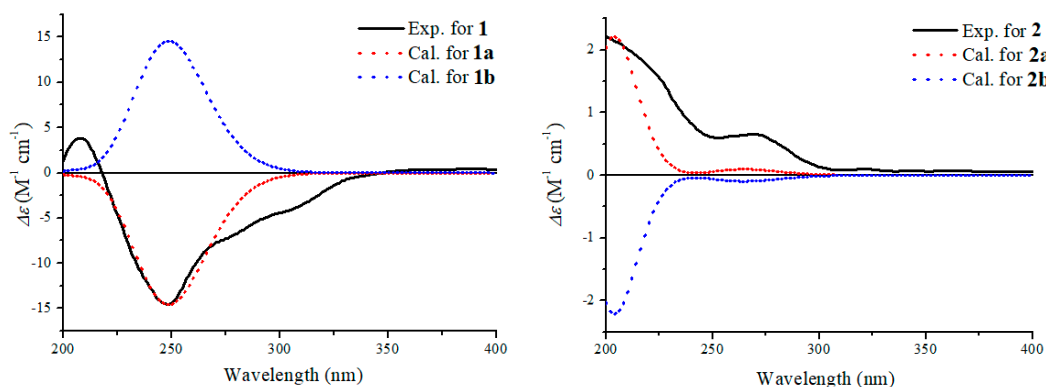 Exp. for 1
Cal. for 1a
Cal. for 1b
15
10
5
0
-5
-10
-15
Δε (M⁻¹ cm⁻¹)
200
250
300
350
400
Wavelength (nm)
Exp. for 2
Cal. for 2a
Cal. for 2b
2
1
0
-1
-2
Δε (M⁻¹ cm⁻¹)
200
250
300
350
400
Wavelength (nm)